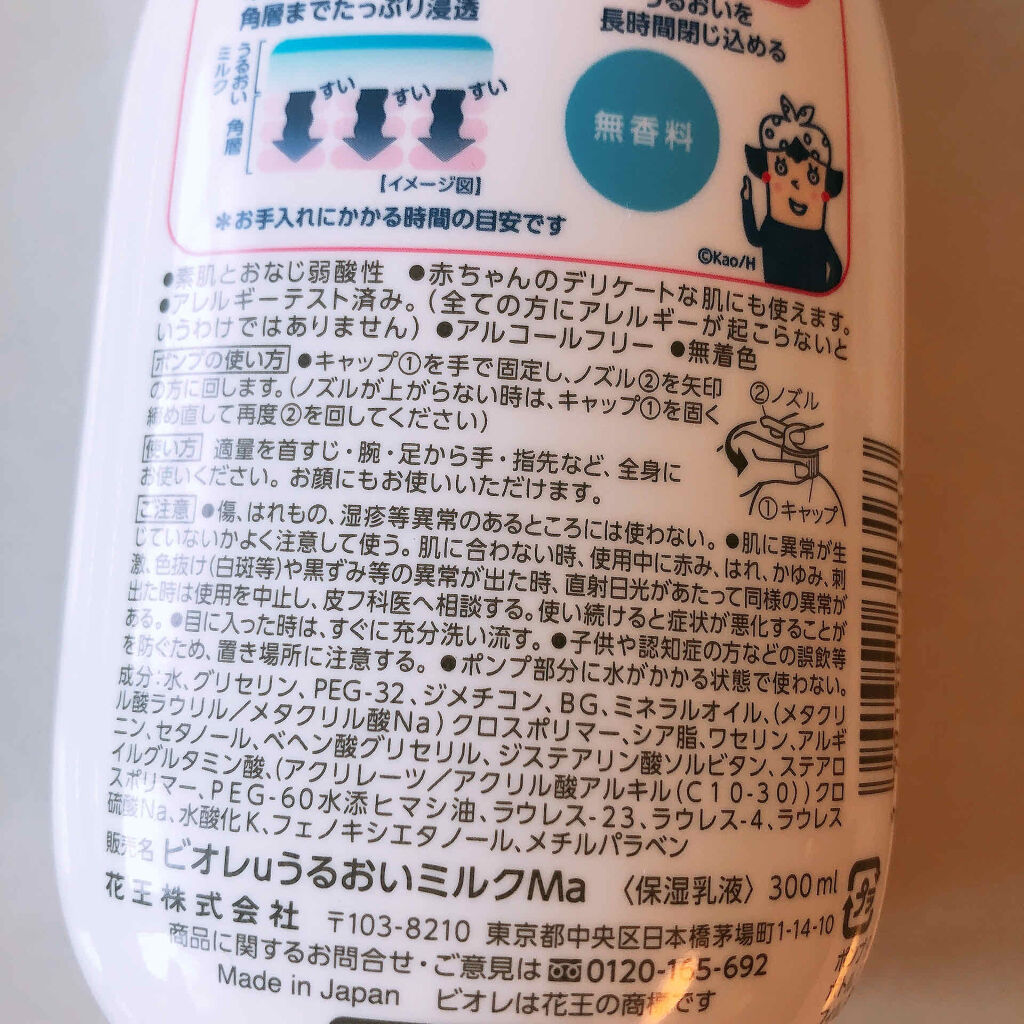 角層までたっぷり浸透
うるおいを
長時間閉じ込める
うるおい
ミルク
角層
すい
すい
すい
【イメージ図】
無香料
＊お手入れにかかる時間の目安です
©Kao/H
●素肌とおなじ弱酸性 ●赤ちゃんのデリケートな肌にも使えます。
●アレルギーテスト済み。（全ての方にアレルギーが起こらないと
いうわけではありません） ●アルコールフリー ●無着色
ポンプの使い方 ●キャップ①を手で固定し、ノズル②を矢印
の方に回します。（ノズルが上がらない時は、キャップ①を固く
締め直して再度②を回してください）
②ノズル
①キャップ
使い方 適量を首すじ・腕・足から手・指先など、全身に
お使いください。お顔にもお使いいただけます。
ご注意 ●傷、はれもの、湿疹等異常のあるところには使わない。●肌に異常が生
じていないかよく注意して使う。肌に合わない時、使用中に赤み、はれ、かゆみ、刺
激、色抜け（白斑等）や黒ずみ等の異常が出た時、直射日光があたって同様の異常が
出た時は使用を中止し、皮フ科医へ相談する。使い続けると症状が悪化することが
ある。●目に入った時は、すぐに充分洗い流す。●子供や認知症の方などの誤飲等
を防ぐため、置き場所に注意する。●ポンプ部分に水がかかる状態で使わない。
成分：水、グリセリン、PEG-32、ジメチコン、BG、ミネラルオイル、（メタクリ
ル酸ラウリル／メタクリル酸Na）クロスポリマー、シア脂、ワセリン、アルギ
ニン、セタノール、ベヘン酸グリセリル、ジステアリン酸ソルビタン、ステアロ
イルグルタミン酸、（アクリレーツ／アクリル酸アルキル（C10-30））クロ
スポリマー、PEG-60水添ヒマシ油、ラウレス-23、ラウレス-4、ラウレス
硫酸Na、水酸化K、フェノキシエタノール、メチルパラベン
販売名 ビオレuうるおいミルクMa 〈保湿乳液〉 300ml
花王株式会社 〒103-8210 東京都中央区日本橋茅場町1-14-10
商品に関するお問合せ・ご意見は 0120-165-692
Made in Japan ビオレは花王の商標です